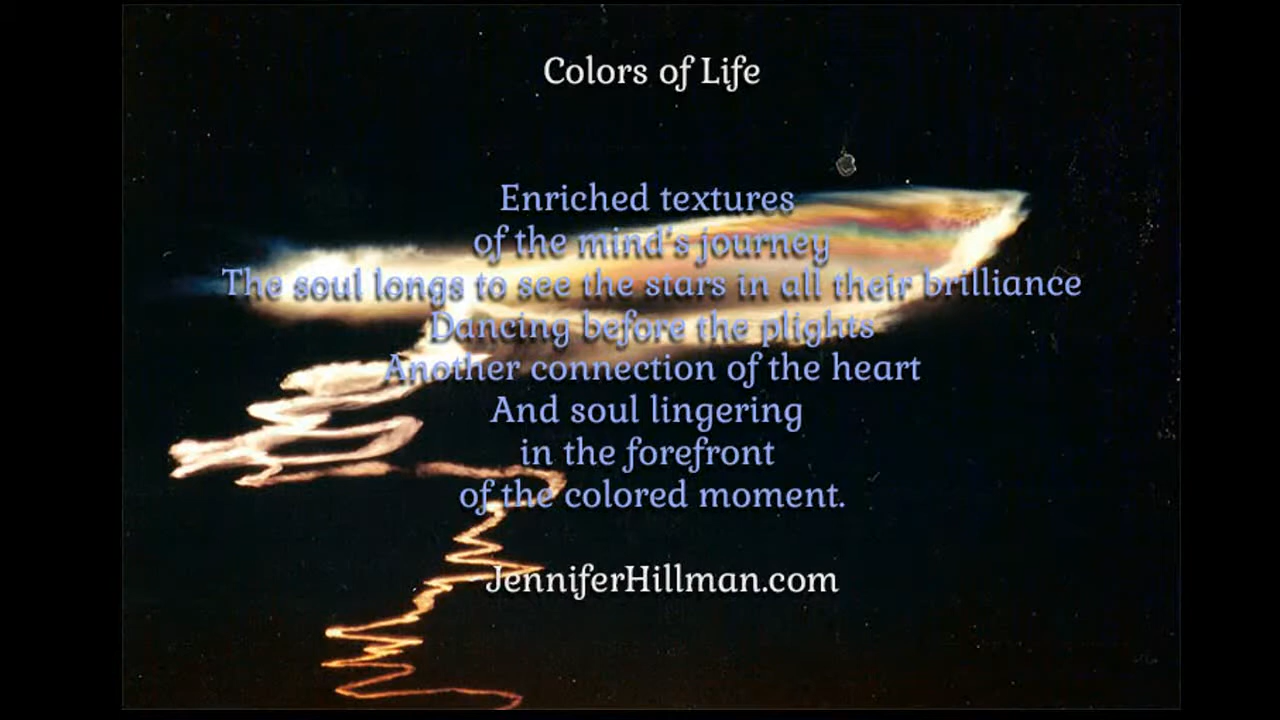 Colors of Life
Enriched textures
of the mind's journey
The soul longs to see the stars in all their brilliance
Dancing before the plights
Another connection of the heart
And soul lingering
in the forefront
of the colored moment.
JenniferHillman.com